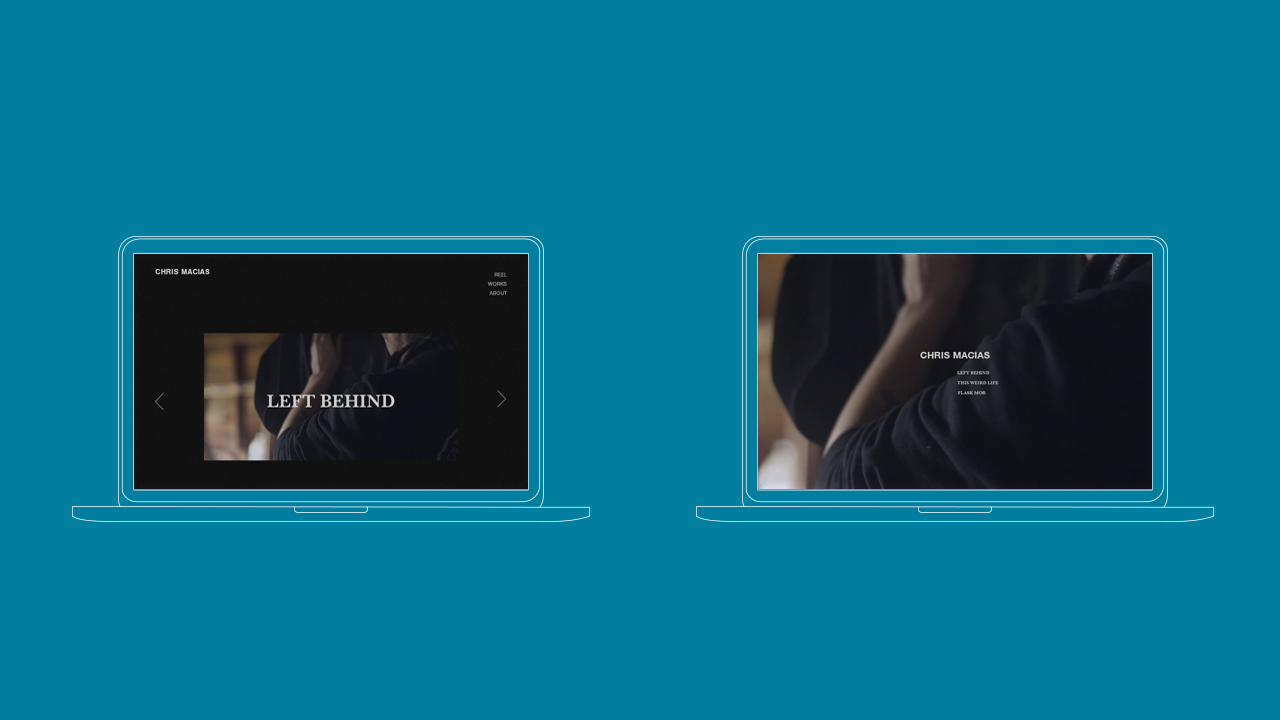 CHRIS MACIAS
REEL
WORKS
ABOUT
LEFT BEHIND
CHRIS MACIAS
LEFT BEHIND
THIS WEIRD LIFE
FLASK MOB